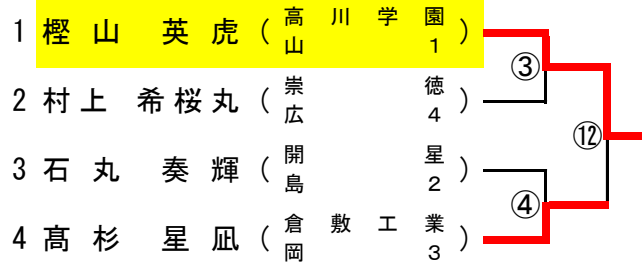 1 樫山 英虎 (高川学園 山1)
③
2 村上 希桜丸 (崇徳 広4)
⑫
3 石丸 奏輝 (開星 島2)
④
4 髙杉 星凪 (倉敷工業 岡3)